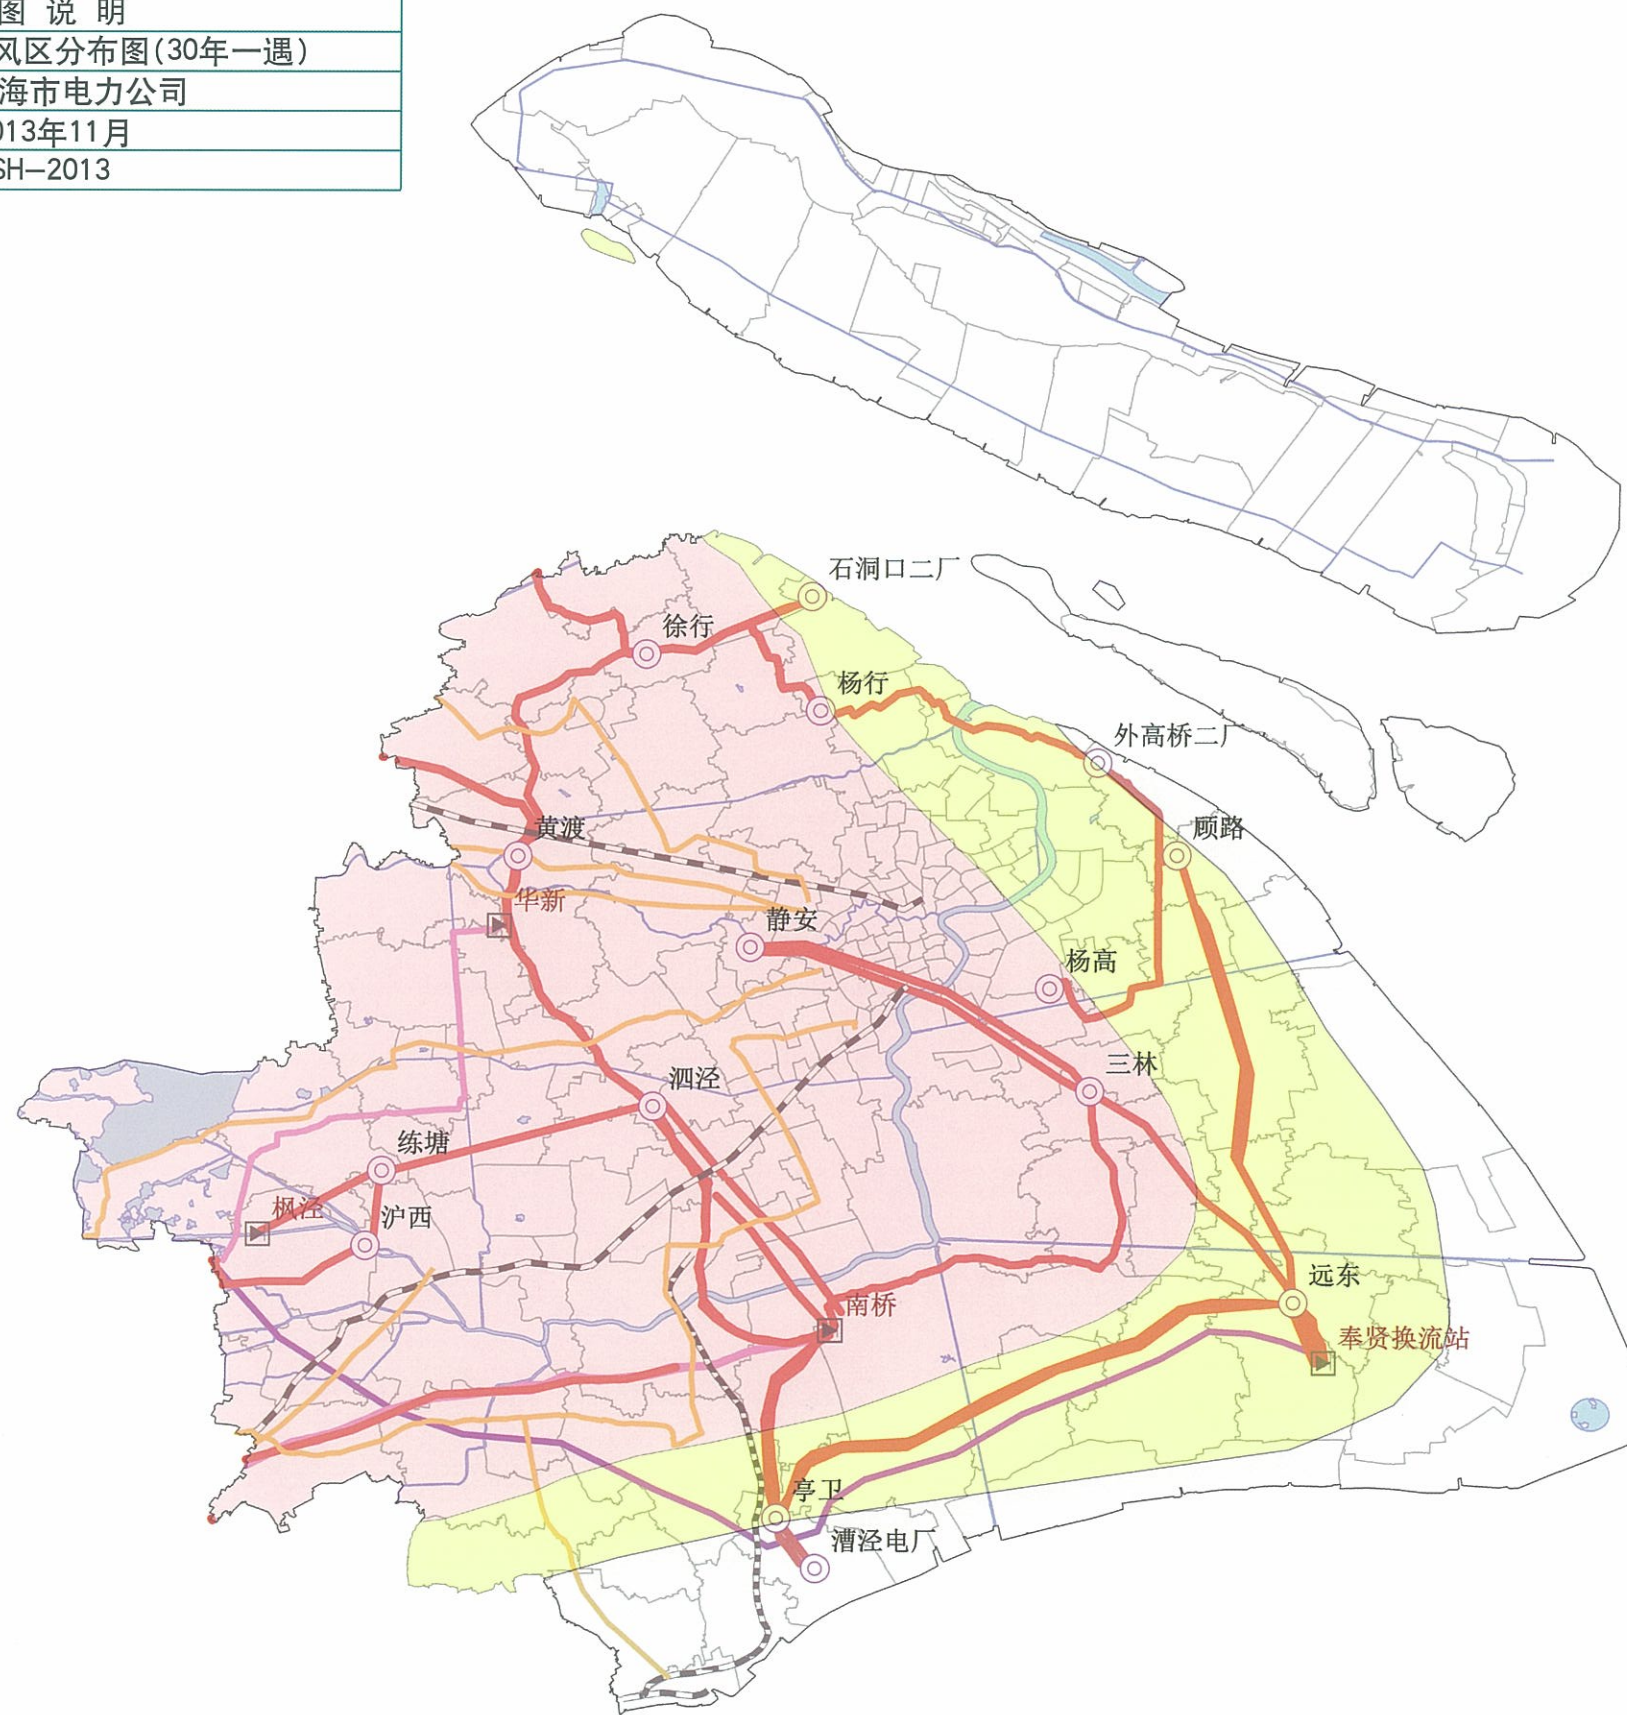 图 说 明
风区分布图(30年一遇)
海市电力公司
013年11月
SH-2013
石洞口二厂
徐行
杨行
外高桥二厂
黄渡
顾路
华新
静安
杨高
三林
泗泾
练塘
枫泾
沪西
远东
南桥
奉贤换流站
亭卫
漕泾电厂